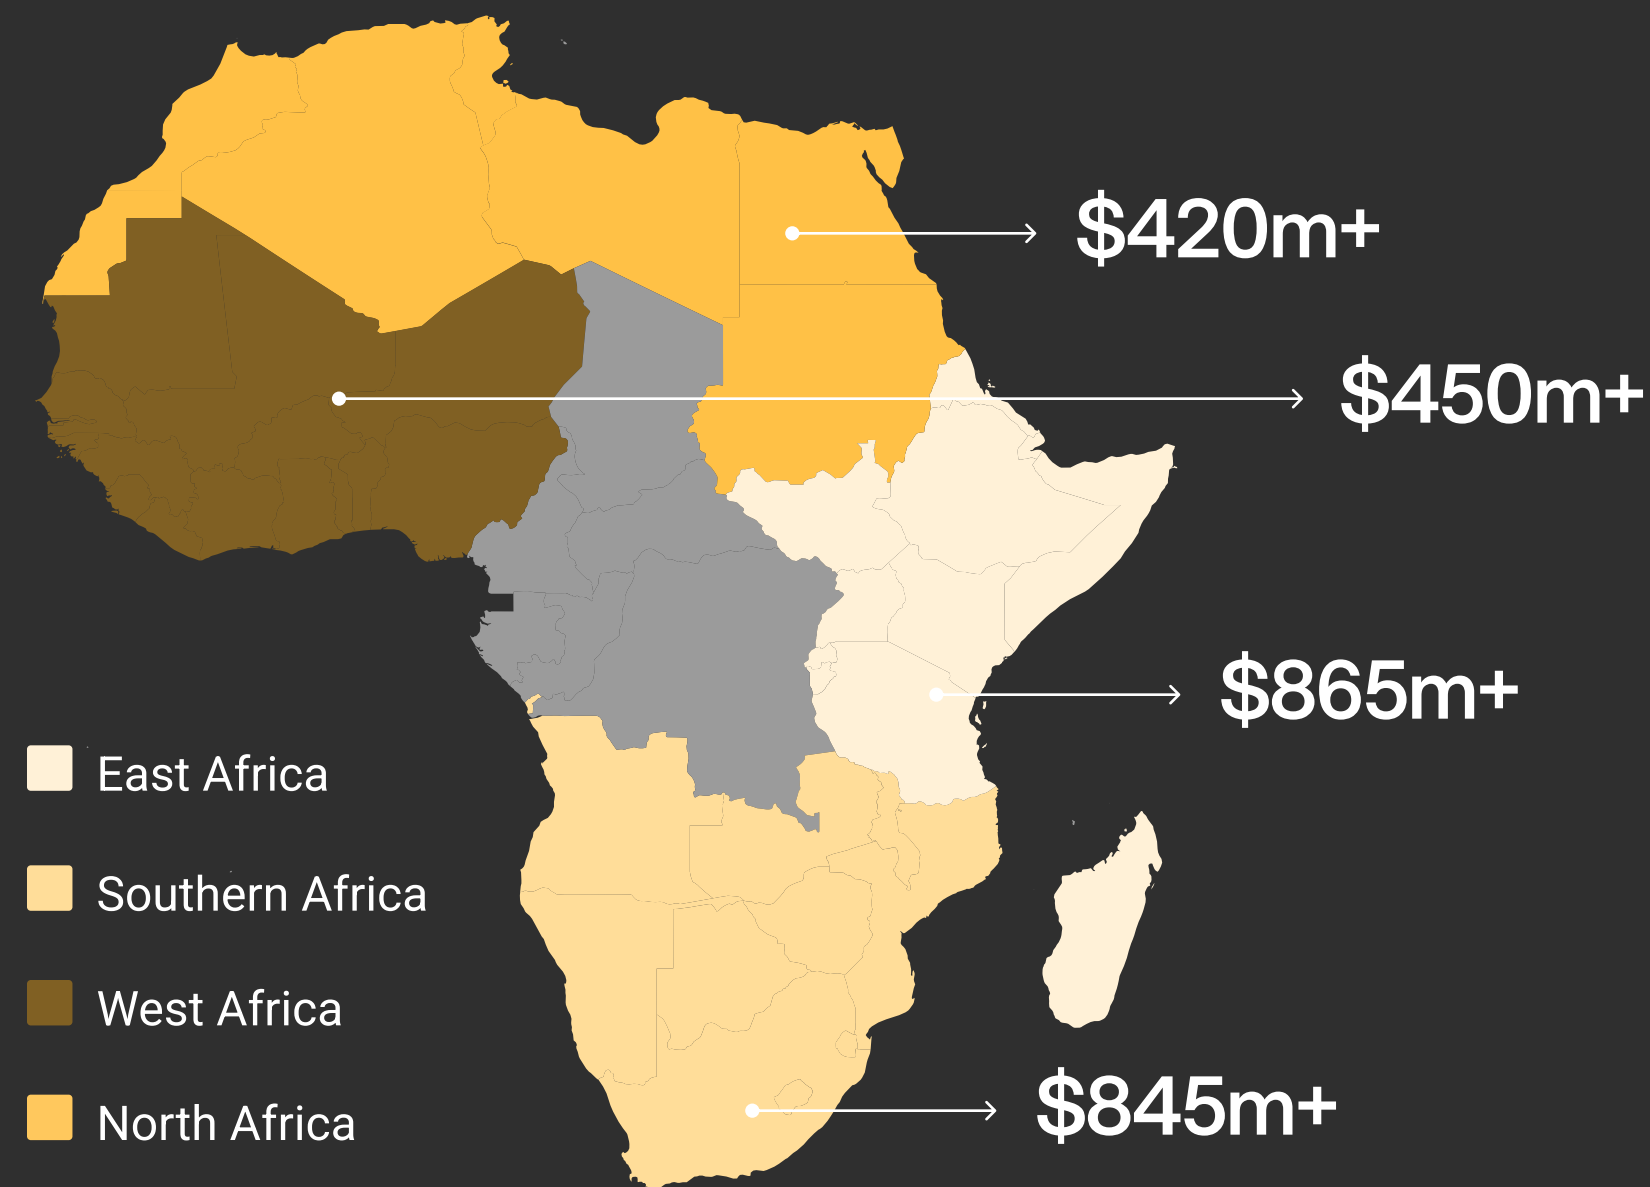 $420m+
$450m+
$865m+
East Africa
Southern Africa
West Africa
North Africa
$845m+